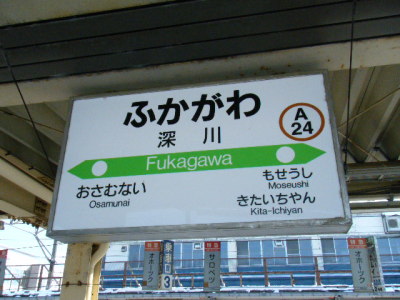 ふかがわ
深川
A
24
Fukagawa
おさむない
Osamunai
もせうし
Moseushi
きたいちやん
Kita-Ichiyan
3